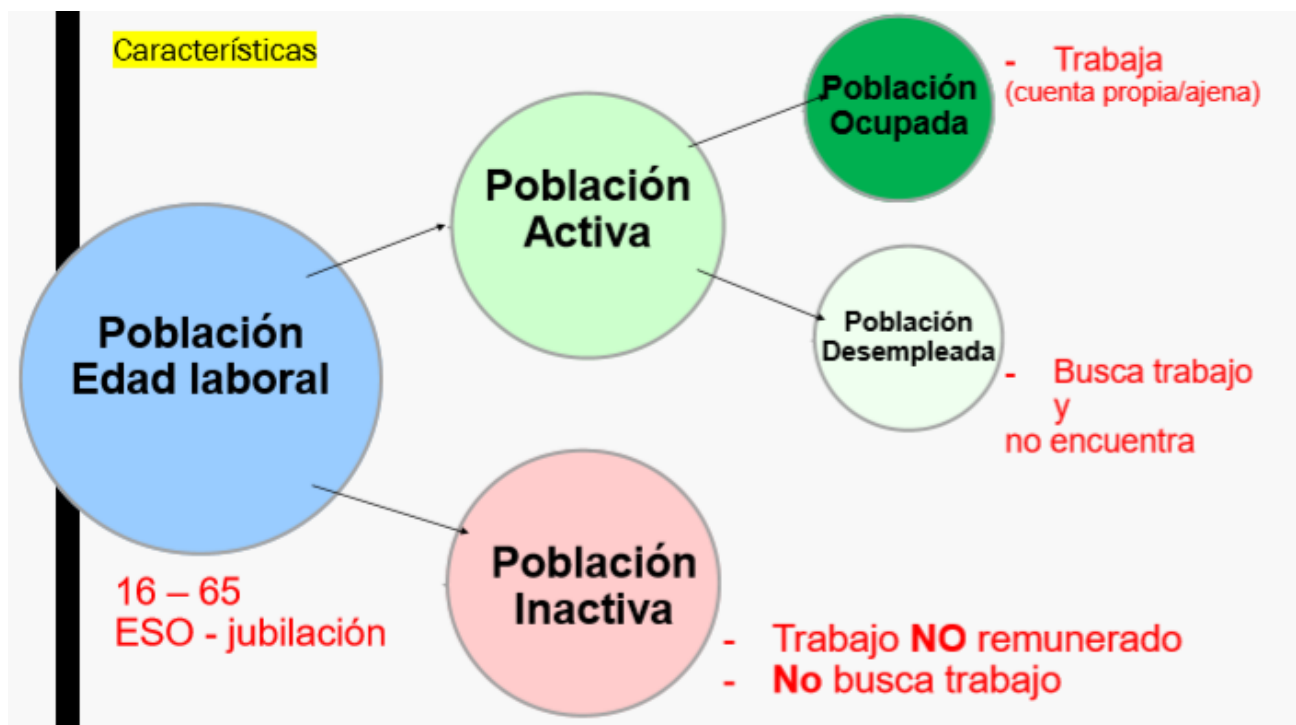 Características
Población
Ocupada
- Trabaja
(cuenta propia/ajena)
Población
Activa
Población
Desempleada
- Busca trabajo
y
no encuentra
Población
Edad laboral
16 – 65
ESO - jubilación
Población
Inactiva
- Trabajo NO remunerado
- No busca trabajo